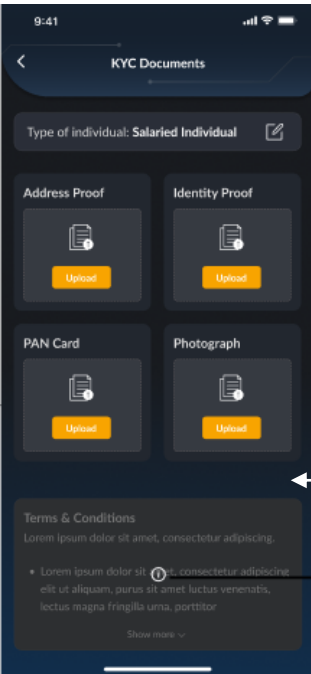 9:41
KYC Documents
Type of individual: Salaried Individual
Address Proof
Identity Proof
Upload
Upload
PAN Card
Photograph
Upload
Upload
Terms & Conditions
Lorem ipsum dolor sit amet, consectetur adipiscing.
• Lorem ipsum dolor sit amet, consectetur adipiscing
elit ut aliquam, purus sit amet luctus venenatis,
lectus magna fringilla urna, porttitor
Show more